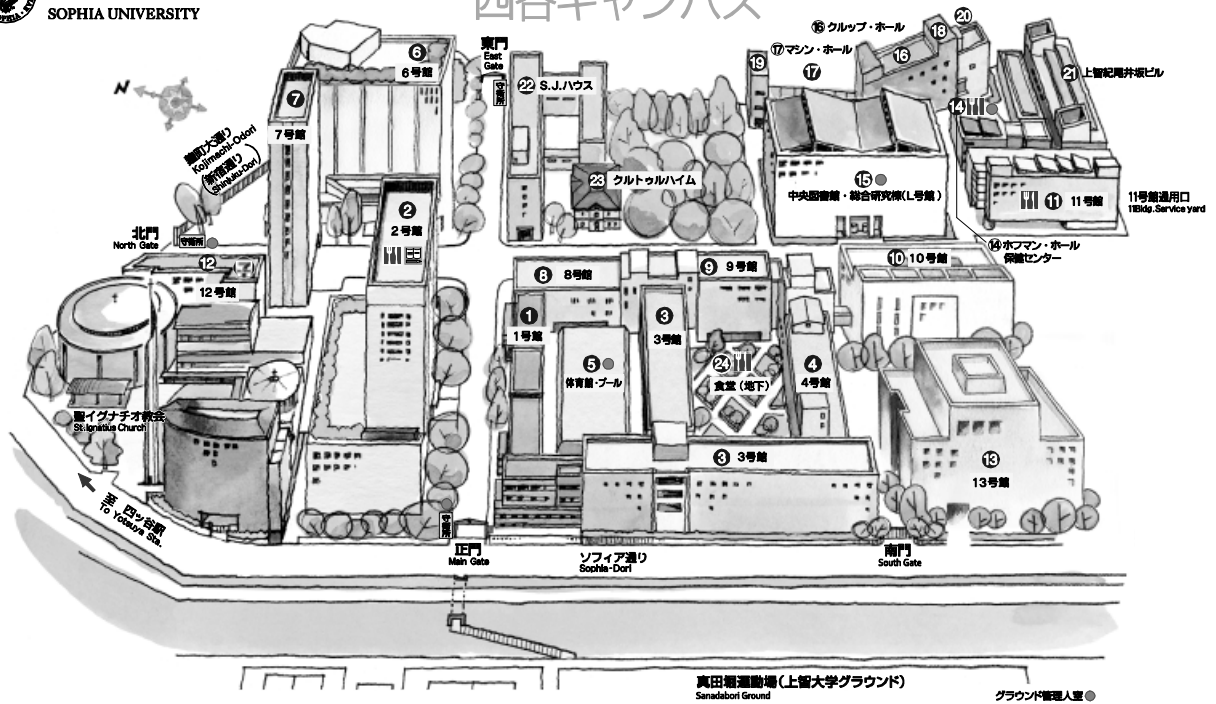 SOPHIA UNIVERSITY
四谷キャンパス
⑯ クルップ・ホール
⑳
⑱
⑯
⑰ マシン・ホール
⑰
⑲
㉑ 上智紀尾井坂ビル
東門
East
Gate
守衛所
❻
6号館
❼
7号館
㉒ S.J.ハウス
N
麹町大通り
Kojimachi-Odori
(新宿通り
Shinjuku-Dori)
⑭
㉓ クルトゥルハイム
⑮
中央図書館・総合研究棟(L号館)
⓫ 11号館
11号館通用口
11Bldg.Service yard
❷
2号館
北門
North Gate
守衛所
⑭ ホフマン・ホール
保健センター
⓬
12号館
❽ 8号館
❾ 9号館
❿ 10号館
❶
1号館
❸
3号館
❺
体育館・プール
㉔
食堂(地下)
❹
4号館
聖イグナチオ教会
St.Ignatius Church
❸ 3号館
⓭
13号館
至 四ッ谷駅
To Yotsuya Sta.
守衛所
正門
Main Gate
ソフィア通り
Sophia-Dori
南門
South Gate
真田堀運動場(上智大学グラウンド)
Sanadabori Ground
グラウンド管理人室